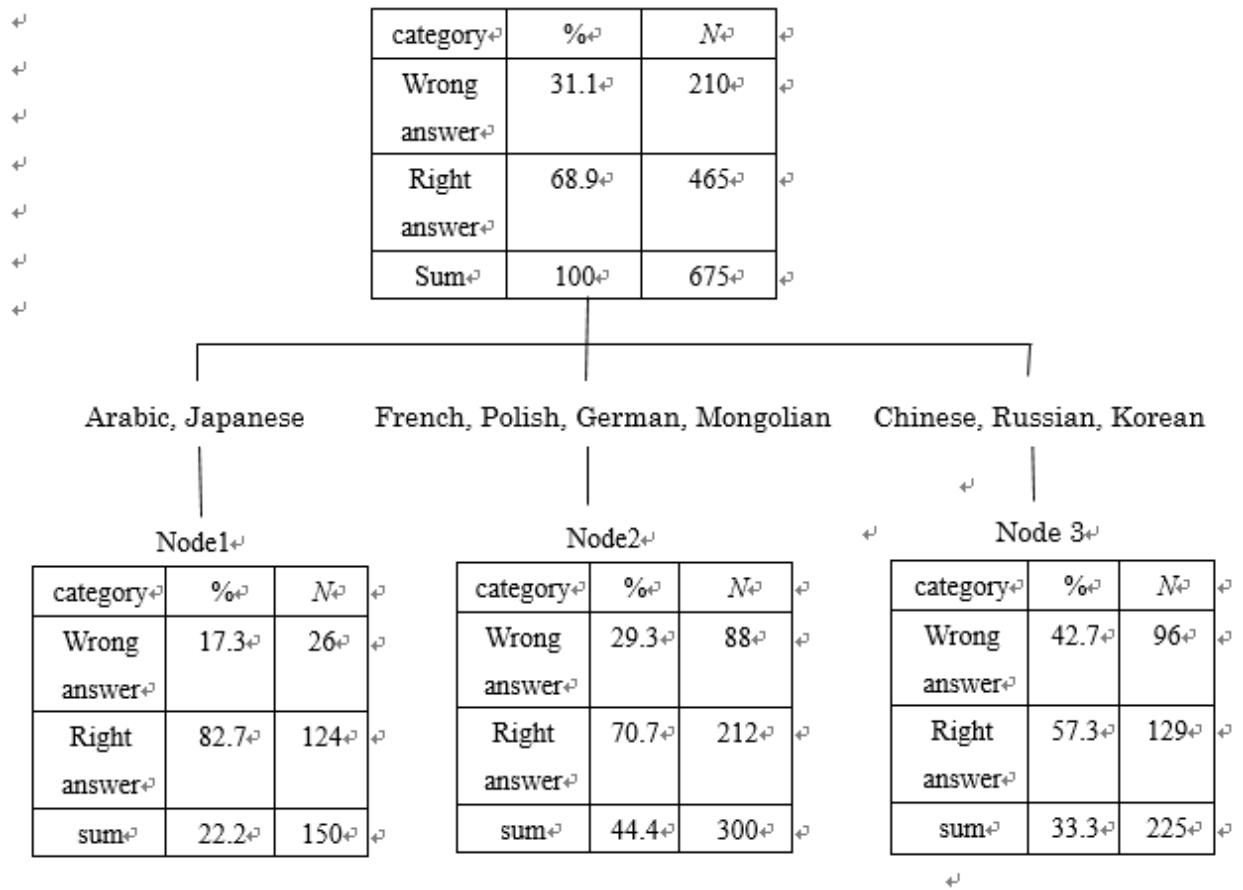 category % N
Wrong answer 31.1 210
Right answer 68.9 465
Sum 100 675
Arabic, Japanese
French, Polish, German, Mongolian
Chinese, Russian, Korean
Node1
category % N
Wrong answer 17.3 26
Right answer 82.7 124
sum 22.2 150
Node2
category % N
Wrong answer 29.3 88
Right answer 70.7 212
sum 44.4 300
Node 3
category % N
Wrong answer 42.7 96
Right answer 57.3 129
sum 33.3 225